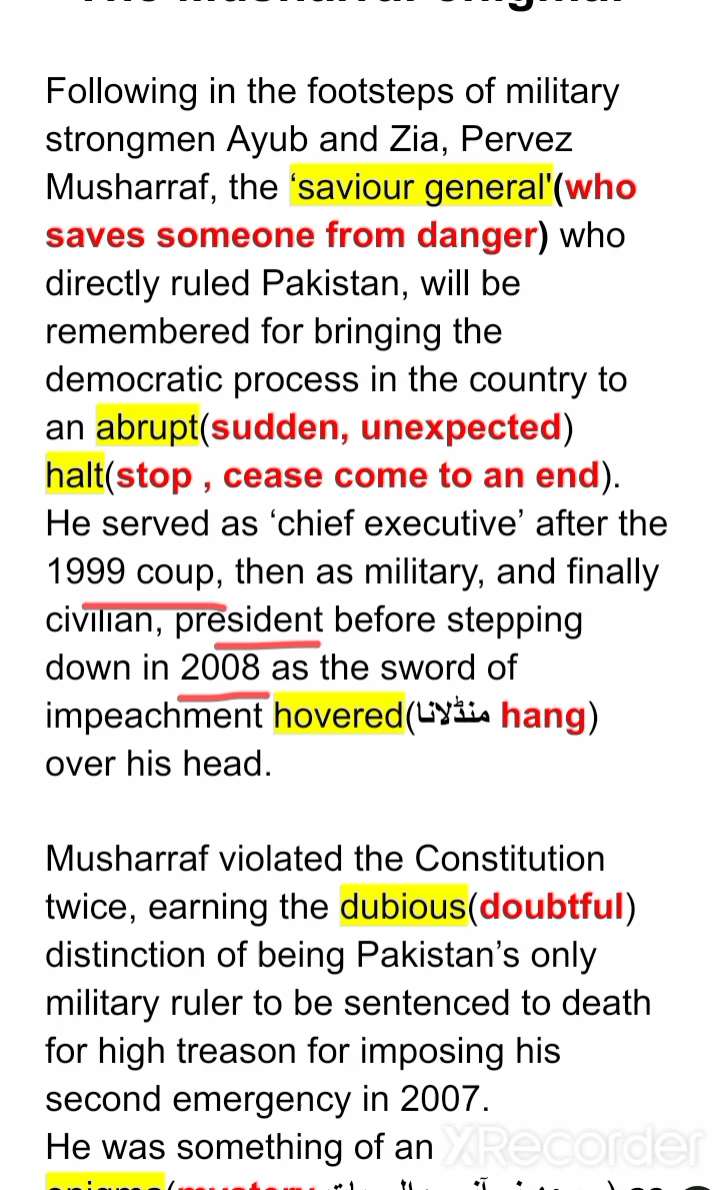 The Musharraf enigma
Following in the footsteps of military
strongmen Ayub and Zia, Pervez
Musharraf, the ‘saviour general'(who
saves someone from danger) who
directly ruled Pakistan, will be
remembered for bringing the
democratic process in the country to
an abrupt(sudden, unexpected)
halt(stop , cease come to an end).
He served as ‘chief executive’ after the
1999 coup, then as military, and finally
civilian, president before stepping
down in 2008 as the sword of
impeachment hovered(منڈلانا hang)
over his head.
Musharraf violated the Constitution
twice, earning the dubious(doubtful)
distinction of being Pakistan’s only
military ruler to be sentenced to death
for high treason for imposing his
second emergency in 2007.
He was something of an
XRecorder
enigma(mystery